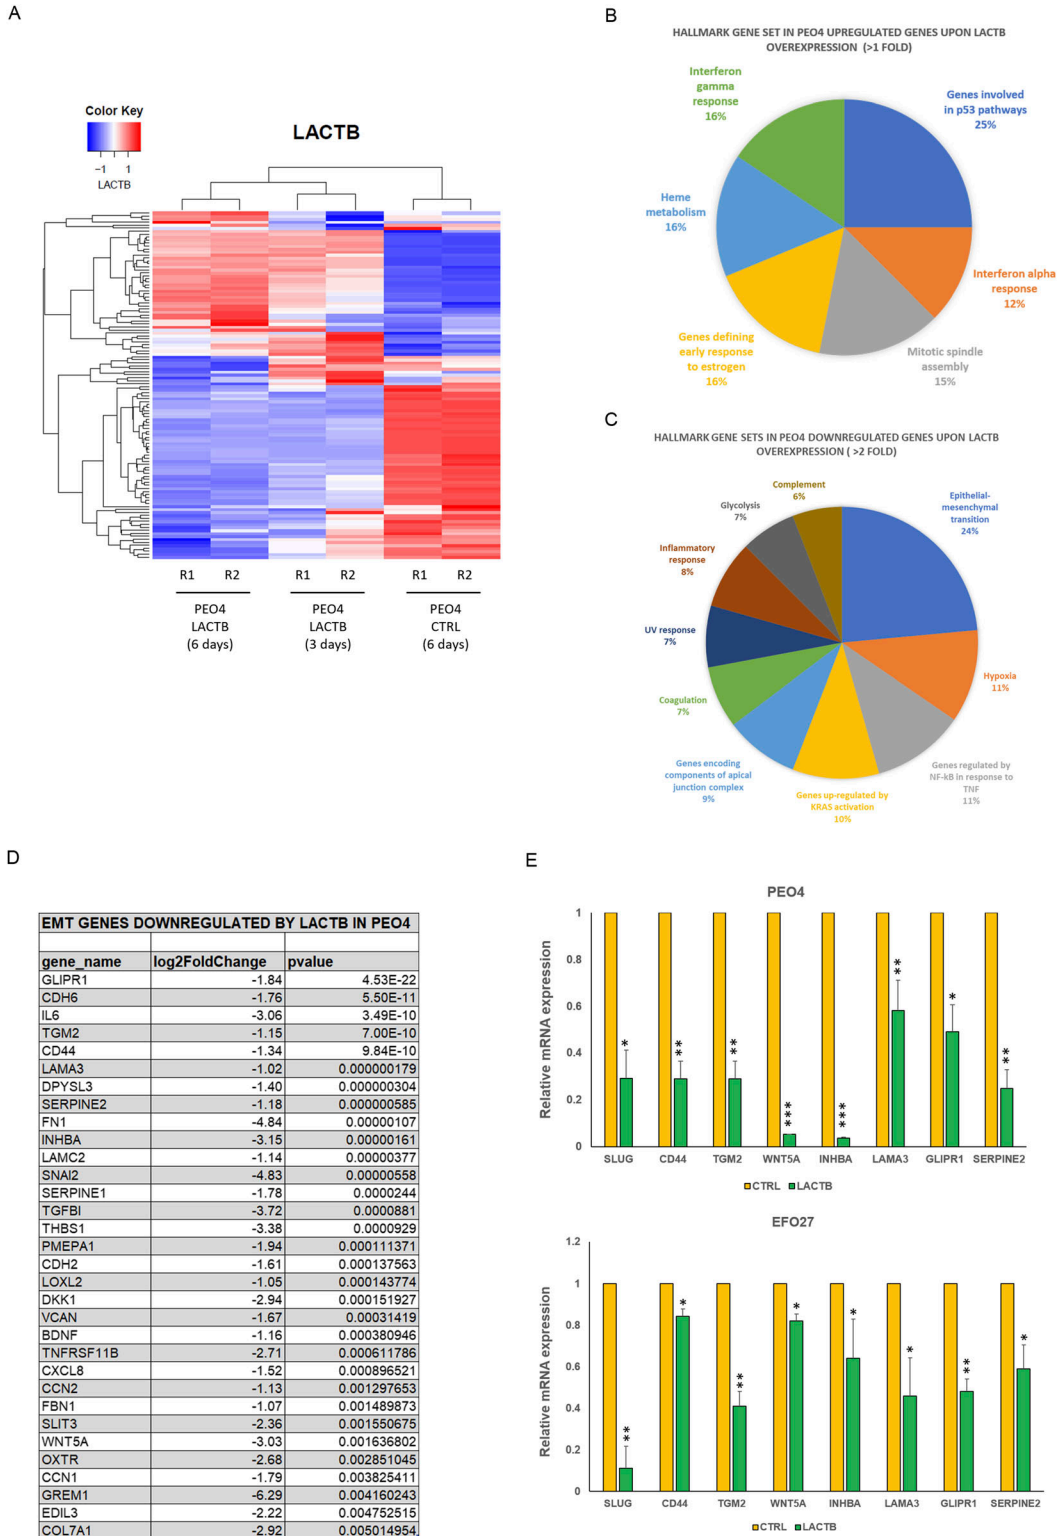 A
Color Key
−1 1
LACTB
LACTB
R1 R2 R1 R2 R1 R2
PEO4 PEO4 PEO4
LACTB LACTB CTRL
(6 days) (3 days) (6 days)
B
HALLMARK GENE SET IN PEO4 UPREGULATED GENES UPON LACTB
OVEREXPRESSION (>1 FOLD)
Interferon
gamma
response
16%
Genes involved
in p53 pathways
25%
Heme
metabolism
16%
Interferon alpha
response
12%
Genes defining
early response
to estrogen
16%
Mitotic spindle
assembly
15%
C
HALLMARK GENE SETS IN PEO4 DOWNREGULATED GENES UPON LACTB
OVEREXPRESSION ( >2 FOLD)
Complement
6%
Epithelial-
mesenchymal
transition
24%
Glycolysis
7%
Inflammatory
response
8%
UV response
7%
Hypoxia
11%
Coagulation
7%
Genes encoding
components of apical
junction complex
9%
Genes up-regulated by
KRAS activation
10%
Genes regulated by
NF-kB in response to
TNF
11%
D
EMT GENES DOWNREGULATED BY LACTB IN PEO4
gene_name log2FoldChange pvalue
GLIPR1 -1.84 4.53E-22
CDH6 -1.76 5.50E-11
IL6 -3.06 3.49E-10
TGM2 -1.15 7.00E-10
CD44 -1.34 9.84E-10
LAMA3 -1.02 0.000000179
DPYSL3 -1.40 0.000000304
SERPINE2 -1.18 0.000000585
FN1 -4.84 0.00000107
INHBA -3.15 0.00000161
LAMC2 -1.14 0.00000377
SNAI2 -4.83 0.00000558
SERPINE1 -1.78 0.0000244
TGFBI -3.72 0.0000881
THBS1 -3.38 0.0000929
PMEPA1 -1.94 0.000111371
CDH2 -1.61 0.000137563
LOXL2 -1.05 0.000143774
DKK1 -2.94 0.000151927
VCAN -1.67 0.00031419
BDNF -1.16 0.000380946
TNFRSF11B -2.71 0.000611786
CXCL8 -1.52 0.000896521
CCN2 -1.13 0.001297653
FBN1 -1.07 0.001489873
SLIT3 -2.36 0.001550675
WNT5A -3.03 0.001636802
OXTR -2.68 0.002851045
CCN1 -1.79 0.003825411
GREM1 -6.29 0.004160243
EDIL3 -2.22 0.004752515
COL7A1 -2.92 0.005014954
E
PEO4
Relative mRNA expression
1
0.8
0.6
0.4
0.2
0
* ** ** *** *** ** * **
SLUG CD44 TGM2 WNT5A INHBA LAMA3 GLIPR1 SERPINE2
CTRL LACTB
EFO27
Relative mRNA expression
1.2
1
0.8
0.6
0.4
0.2
0
** * ** * * * ** *
SLUG CD44 TGM2 WNT5A INHBA LAMA3 GLIPR1 SERPINE2
CTRL LACTB